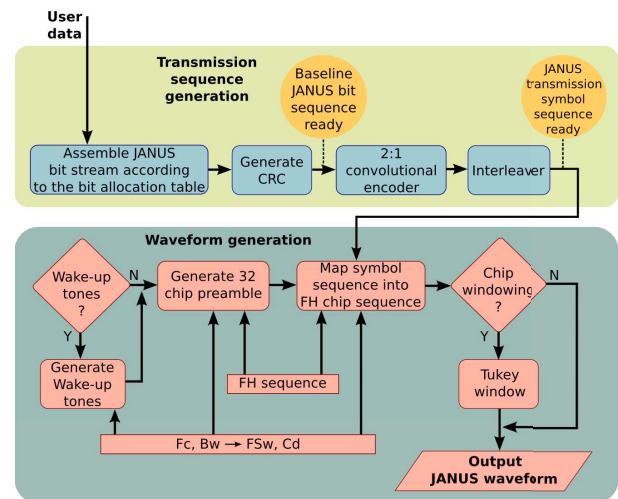 User
data
Transmission
sequence
generation
Baseline
JANUS bit
sequence
ready
JANUS
transmission
symbol
sequence
ready
Assemble JANUS
bit stream according
to the bit allocation table
Generate
CRC
2:1
convolutional
encoder
Interleaver
Waveform generation
Wake-up
tones
?
N
Y
Generate 32
chip preamble
Map symbol
sequence into
FH chip sequence
Chip
windowing
?
N
Y
Generate
Wake-up
tones
FH sequence
Tukey
window
Fc, Bw → FSw, Cd
Output
JANUS waveform